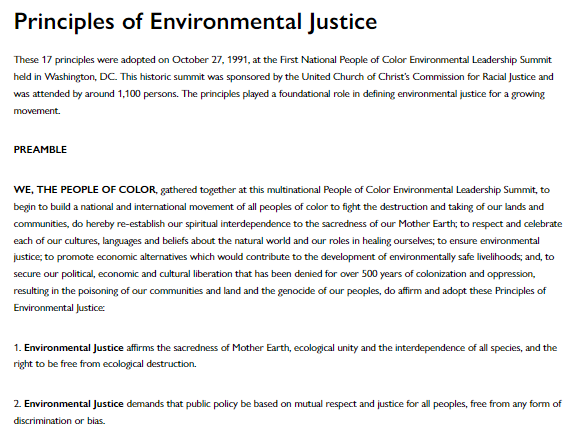 Principles of Environmental Justice
These 17 principles were adopted on October 27, 1991, at the First National People of Color Environmental Leadership Summit
held in Washington, DC. This historic summit was sponsored by the United Church of Christ's Commission for Racial Justice and
was attended by around 1,100 persons. The principles played a foundational role in defining environmental justice for a growing
movement.
PREAMBLE
WE, THE PEOPLE OF COLOR, gathered together at this multinational People of Color Environmental Leadership Summit, to
begin to build a national and international movement of all peoples of color to fight the destruction and taking of our lands and
communities, do hereby re-establish our spiritual interdependence to the sacredness of our Mother Earth; to respect and celebrate
each of our cultures, languages and beliefs about the natural world and our roles in healing ourselves; to ensure environmental
justice; to promote economic alternatives which would contribute to the development of environmentally safe livelihoods; and, to
secure our political, economic and cultural liberation that has been denied for over 500 years of colonization and oppression,
resulting in the poisoning of our communities and land and the genocide of our peoples, do affirm and adopt these Principles of
Environmental Justice:
1. Environmental Justice affirms the sacredness of Mother Earth, ecological unity and the interdependence of all species, and the
right to be free from ecological destruction.
2. Environmental Justice demands that public policy be based on mutual respect and justice for all peoples, free from any form of
discrimination or bias.